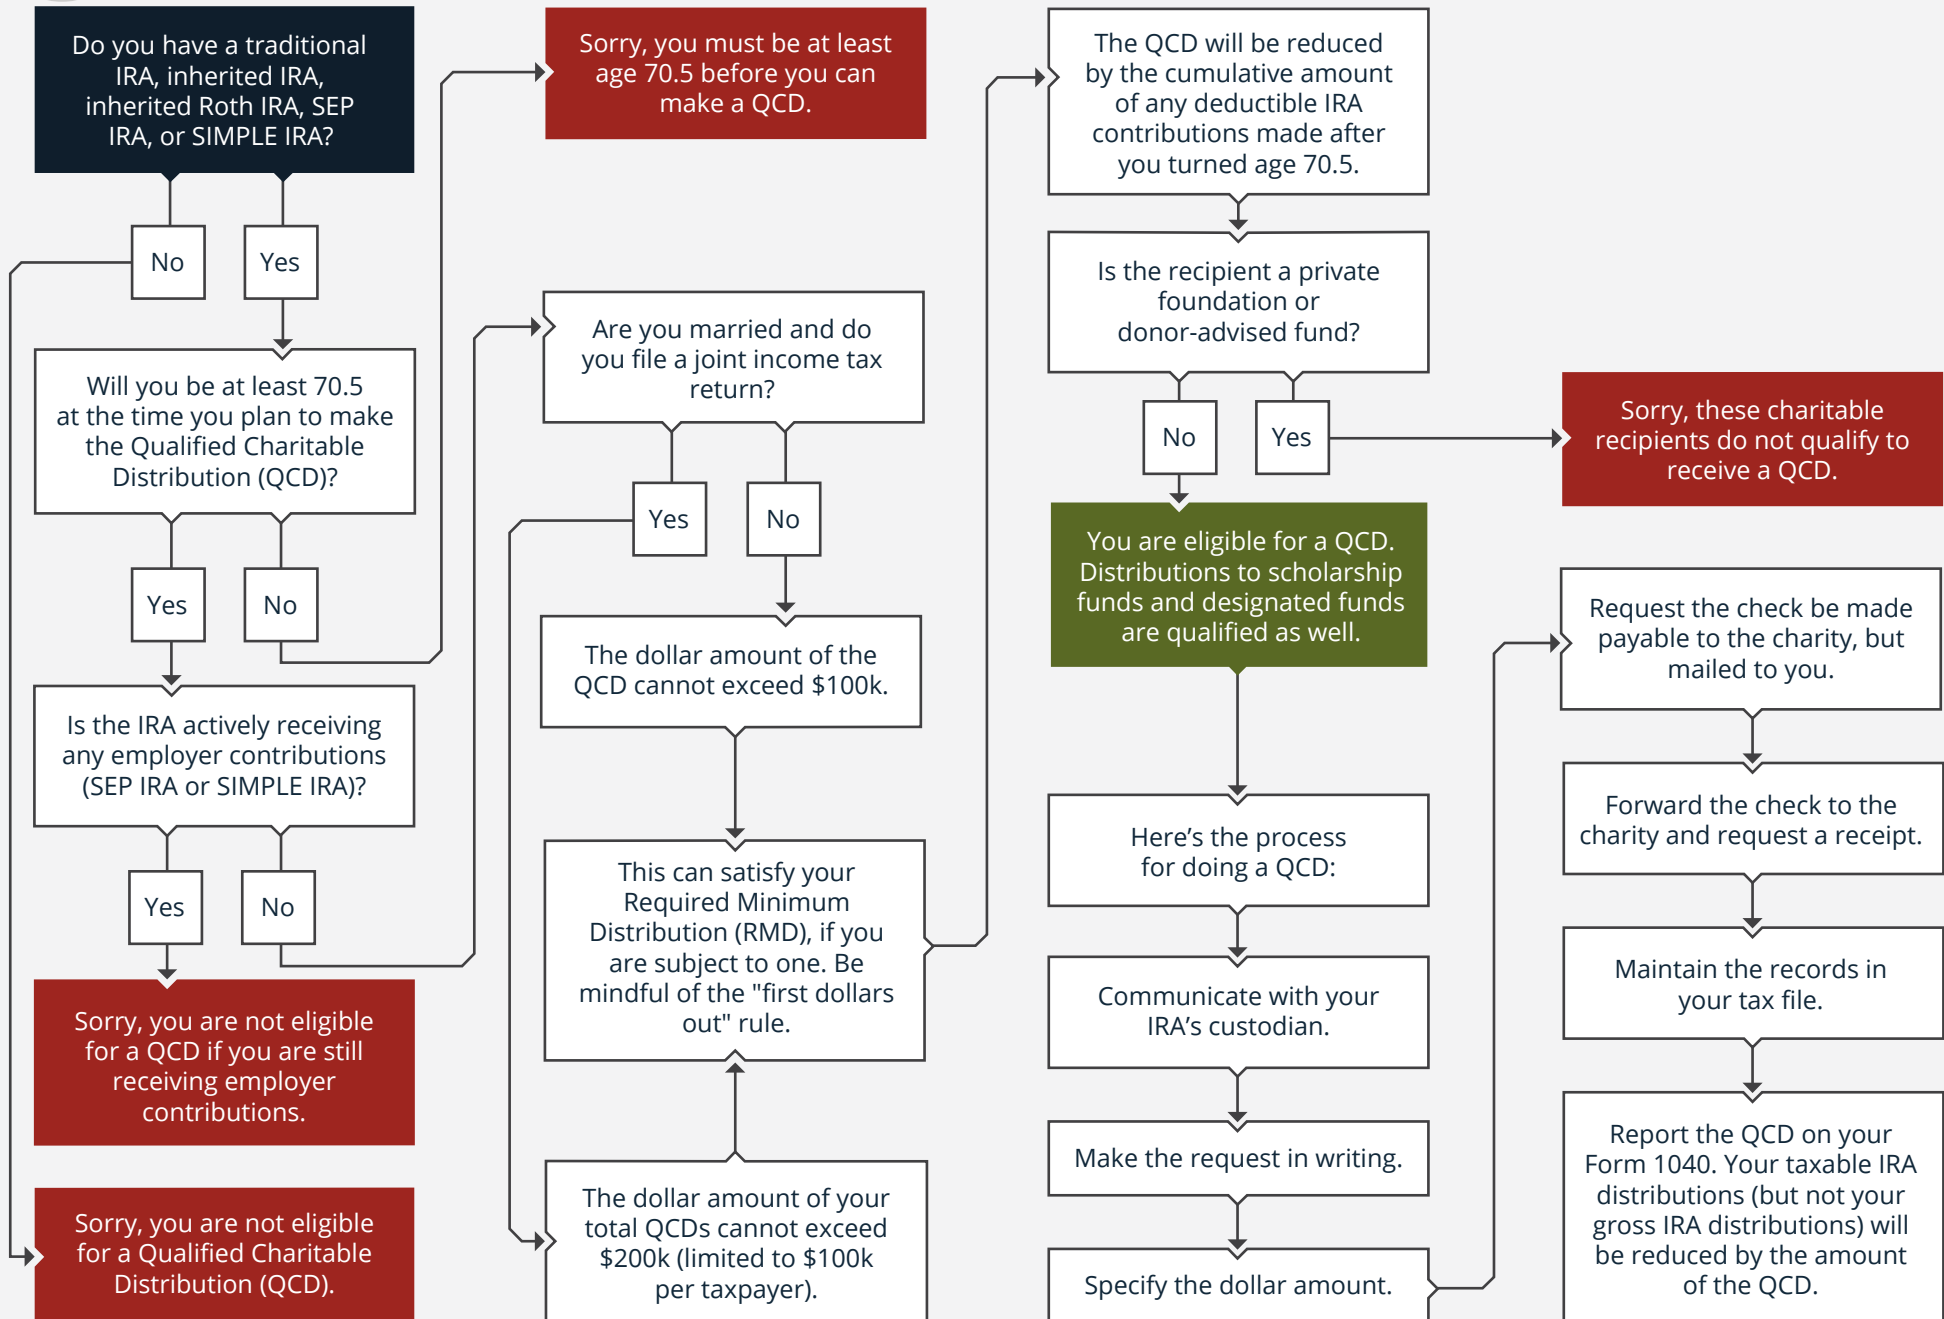 Do you have a traditional
IRA, inherited IRA,
inherited Roth IRA, SEP
IRA, or SIMPLE IRA?
No
Yes
Will you be at least 70.5
at the time you plan to make
the Qualified Charitable
Distribution (QCD)?
Yes
No
Is the IRA actively receiving
any employer contributions
(SEP IRA or SIMPLE IRA)?
Yes
No
Sorry, you are not eligible
for a QCD if you are still
receiving employer
contributions.
Sorry, you are not eligible
for a Qualified Charitable
Distribution (QCD).
Sorry, you must be at least
age 70.5 before you can
make a QCD.
Are you married and do
you file a joint income tax
return?
Yes
No
The dollar amount of the
QCD cannot exceed $100k.
This can satisfy your
Required Minimum
Distribution (RMD), if you
are subject to one. Be
mindful of the "first dollars
out" rule.
The dollar amount of your
total QCDs cannot exceed
$200k (limited to $100k
per taxpayer).
The QCD will be reduced
by the cumulative amount
of any deductible IRA
contributions made after
you turned age 70.5.
Is the recipient a private
foundation or
donor-advised fund?
No
Yes
Sorry, these charitable
recipients do not qualify to
receive a QCD.
You are eligible for a QCD.
Distributions to scholarship
funds and designated funds
are qualified as well.
Here’s the process
for doing a QCD:
Communicate with your
IRA’s custodian.
Make the request in writing.
Specify the dollar amount.
Request the check be made
payable to the charity, but
mailed to you.
Forward the check to the
charity and request a receipt.
Maintain the records in
your tax file.
Report the QCD on your
Form 1040. Your taxable IRA
distributions (but not your
gross IRA distributions) will
be reduced by the amount
of the QCD.